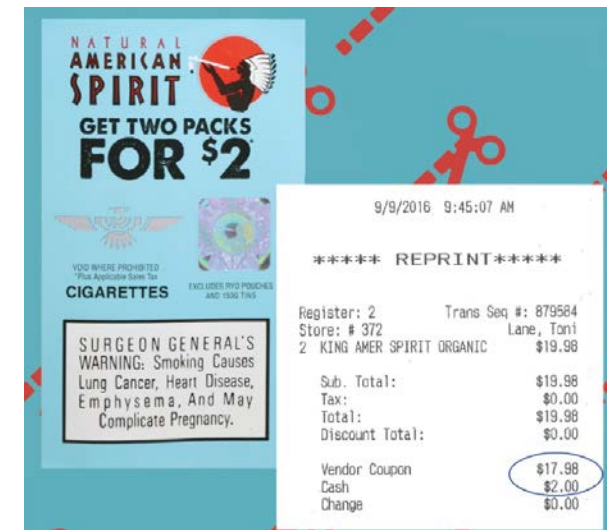 NATURAL
AMERICAN
SPIRIT
GET TWO PACKS
FOR $2*
VOID WHERE PROHIBITED
*Plus Applicable Sales Tax
CIGARETTES
EXCLUDES RYO POUCHES
AND 150G TINS
SURGEON GENERAL'S
WARNING: Smoking Causes
Lung Cancer, Heart Disease,
Emphysema, And May
Complicate Pregnancy.
9/9/2016 9:45:07 AM
***** REPRINT*****
Register: 2 Trans Seq #: 879584
Store: # 372 Lane, Toni
2 KING AMER SPIRIT ORGANIC $19.98
Sub. Total: $19.98
Tax: $0.00
Total: $19.98
Discount Total: $0.00
Vendor Coupon $17.98
Cash $2.00
Change $0.00